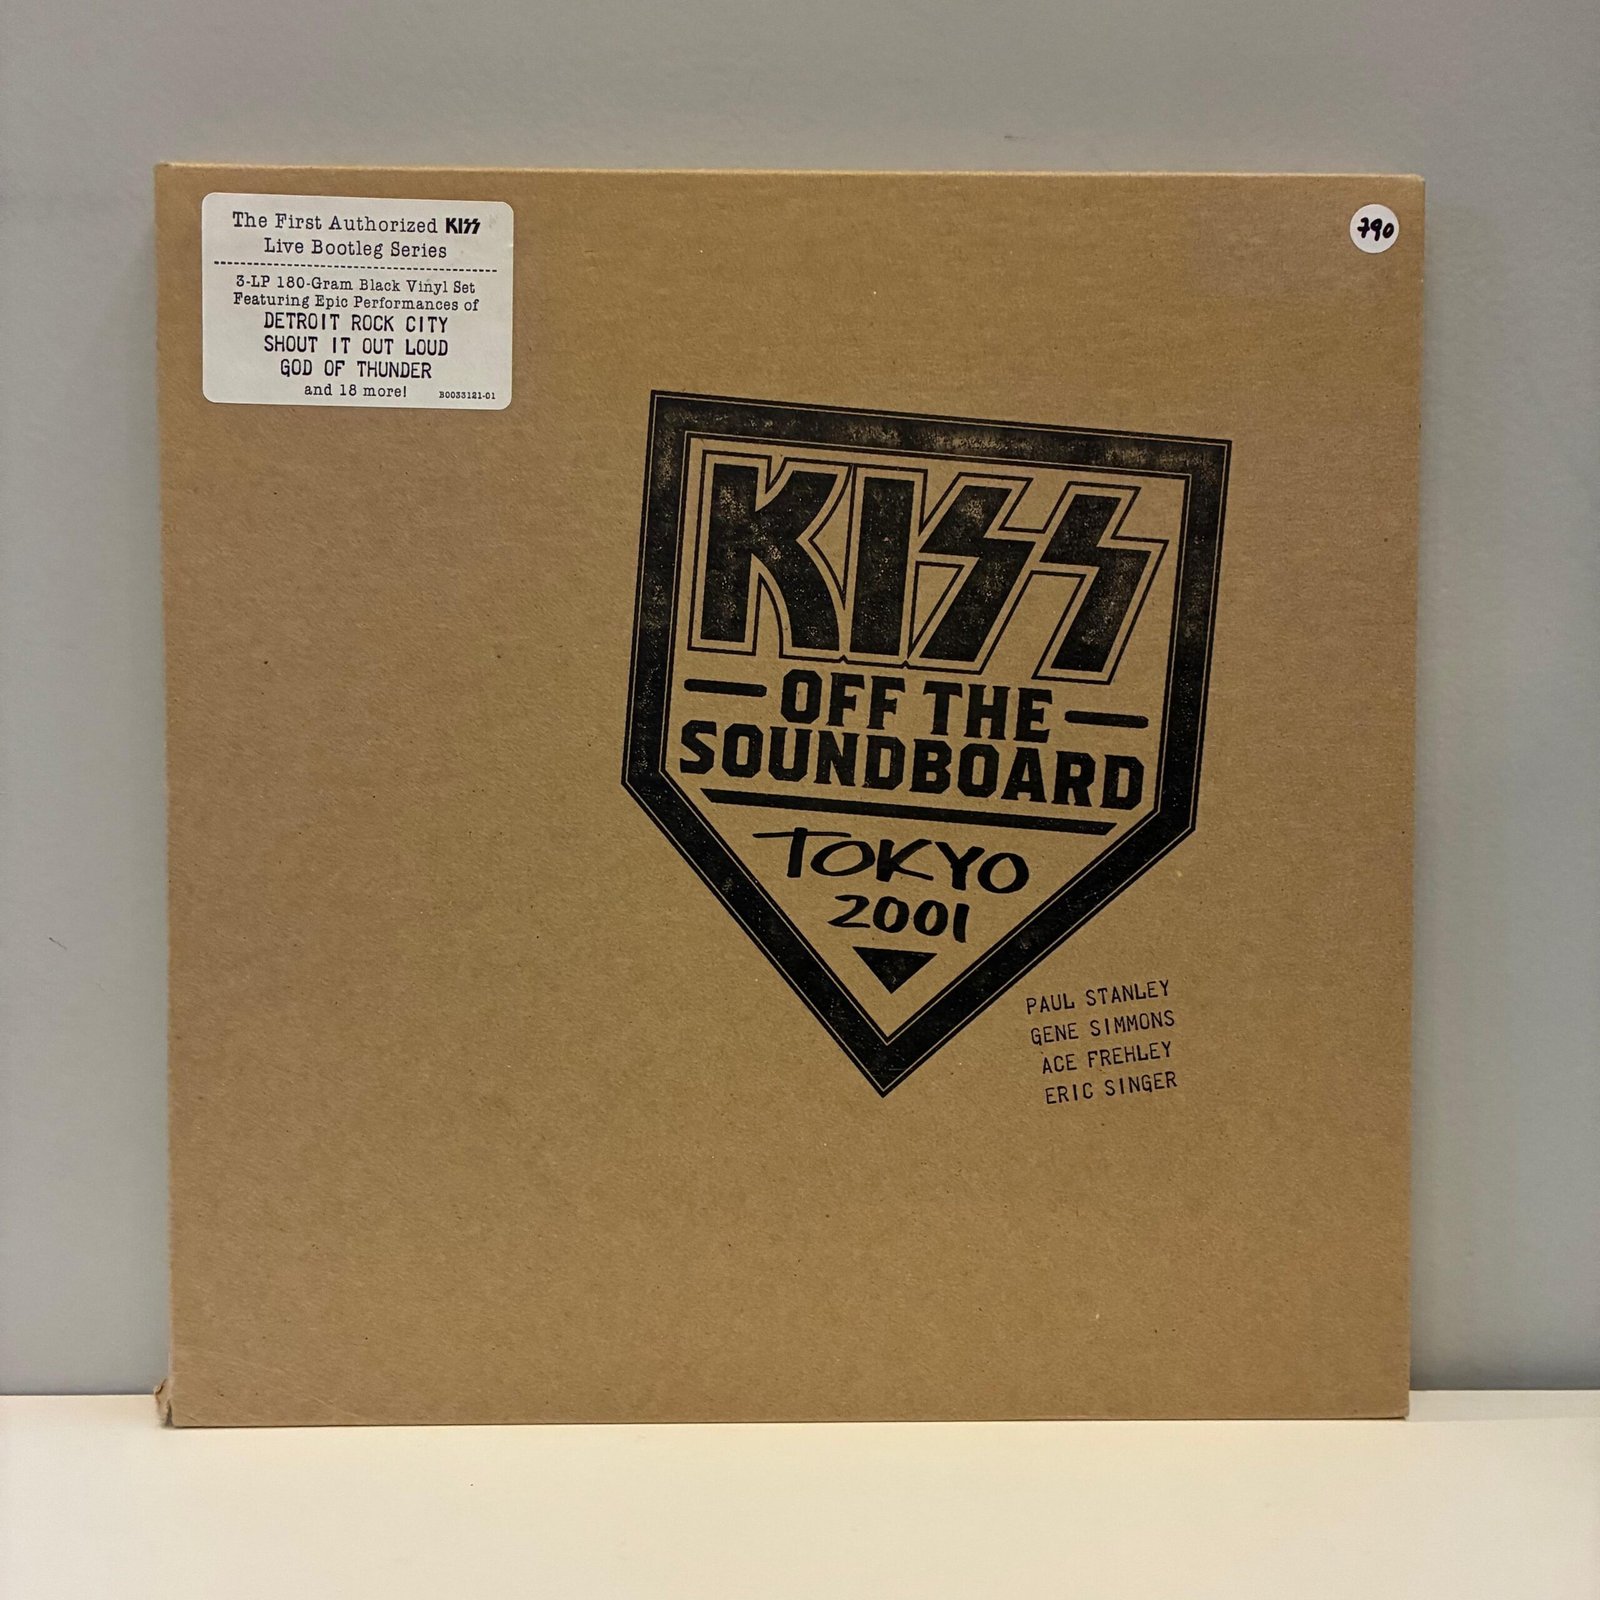 The First Authorized KISS
Live Bootleg Series
3-LP 180-Gram Black Vinyl Set
Featuring Epic Performances of
DETROIT ROCK CITY
SHOUT IT OUT LOUD
GOD OF THUNDER
and 18 more!
B0033121-01
790
KISS
OFF THE
SOUNDBOARD
TOKYO
2001
PAUL STANLEY
GENE SIMMONS
ACE FREHLEY
ERIC SINGER